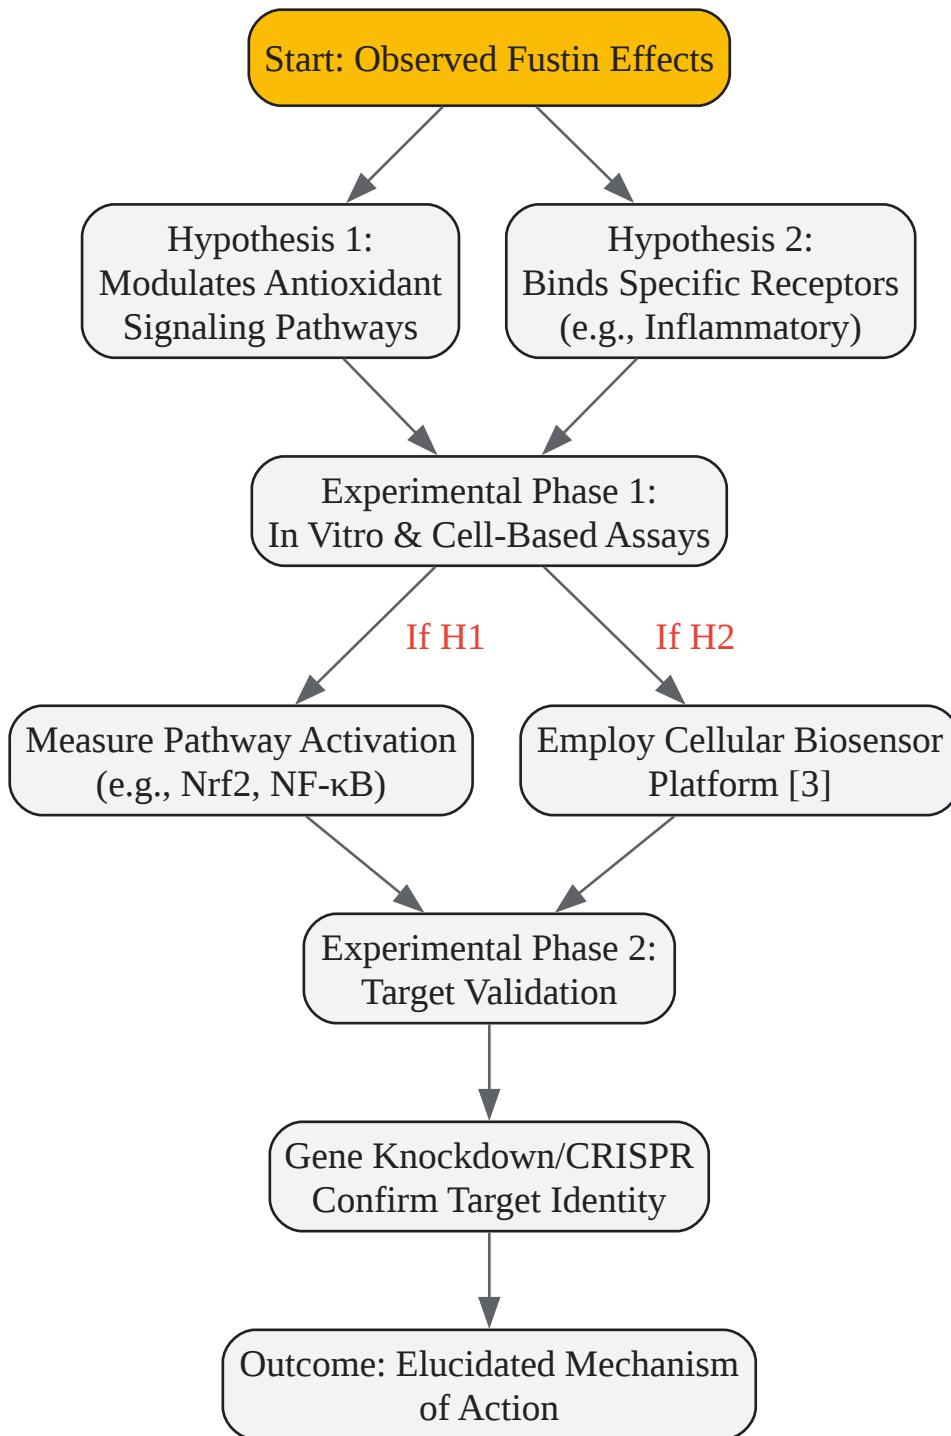 Start: Observed Fustin Effects
Hypothesis 1:
Modulates Antioxidant
Signaling Pathways
Hypothesis 2:
Binds Specific Receptors
(e.g., Inflammatory)
Experimental Phase 1:
In Vitro & Cell-Based Assays
If H1
If H2
Measure Pathway Activation
(e.g., Nrf2, NF-κB)
Employ Cellular Biosensor
Platform [3]
Experimental Phase 2:
Target Validation
Gene Knockdown/CRISPR
Confirm Target Identity
Outcome: Elucidated Mechanism
of Action